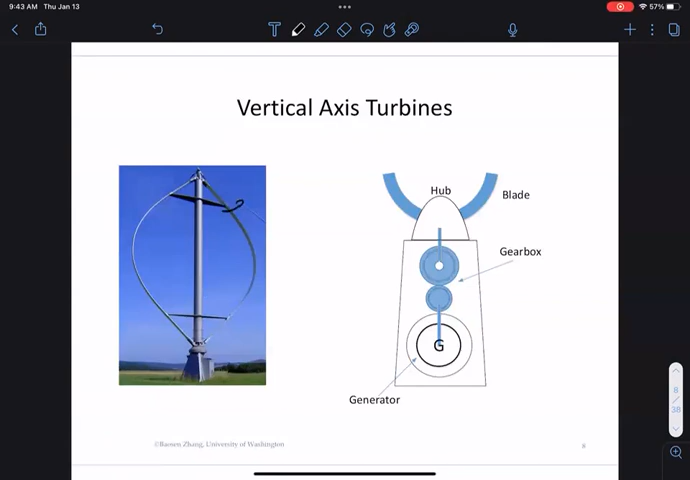 9:43 AM Thu Jan 13
57%
Vertical Axis Turbines
Hub
Blade
Gearbox
G
Generator
8
/
38
©Baosen Zhang, University of Washington
8